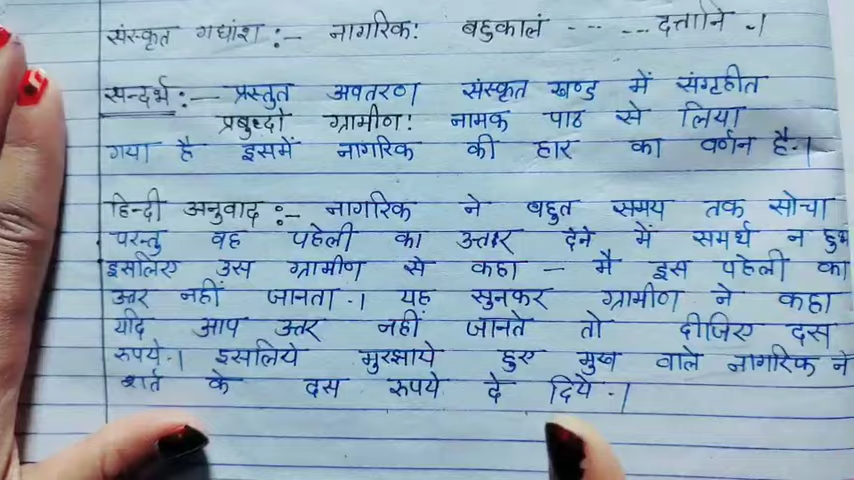 संस्कृत गद्यांश :- नागरिक: बहुकालं --- --- दत्तानि -।
सन्दर्भ :- प्रस्तुत अवतरण संस्कृत खण्ड में संगृहीत
प्रबुध्दो ग्रामीण: नामक पाठ से लिया
गया है इसमें नागरिक की हार का वर्णन है -।
हिन्दी अनुवाद :- नागरिक ने बहुत समय तक सोचा
परन्तु वह पहेली का उत्तर देने में समर्थ न हुआ
इसलिए उस ग्रामीण से कहा - मै इस पहेली का
उत्तर नहीं जानता -। यह सुनकर ग्रामीण ने कहा
यदि आप उत्तर नहीं जानते तो दीजिए दस
रुपये -। इसलिये मुरझाये हुए मुख वाले नागरिक ने
शर्त के दस रूपये दे दिये -।